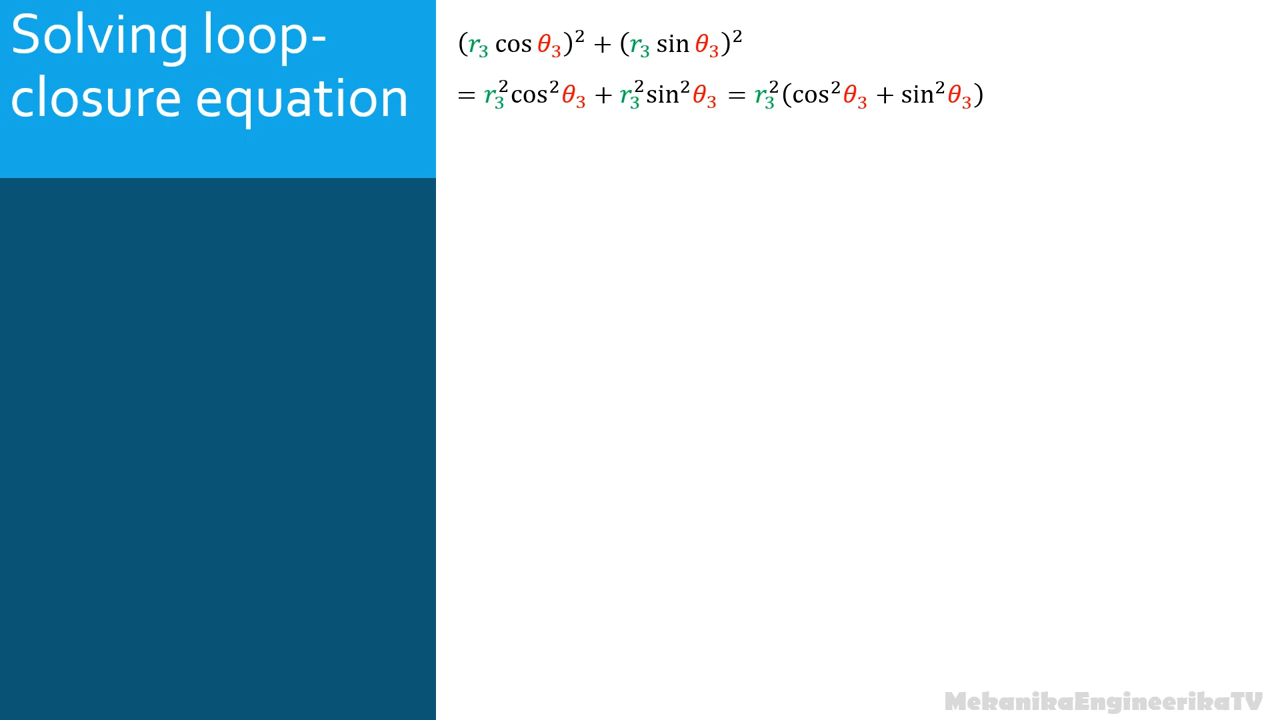 Solving loop-
closure equation
(r₃ cos θ₃)² + (r₃ sin θ₃)²
= r₃²cos²θ₃ + r₃²sin²θ₃ = r₃²(cos²θ₃ + sin²θ₃)
MekanikaEngineerikaTV